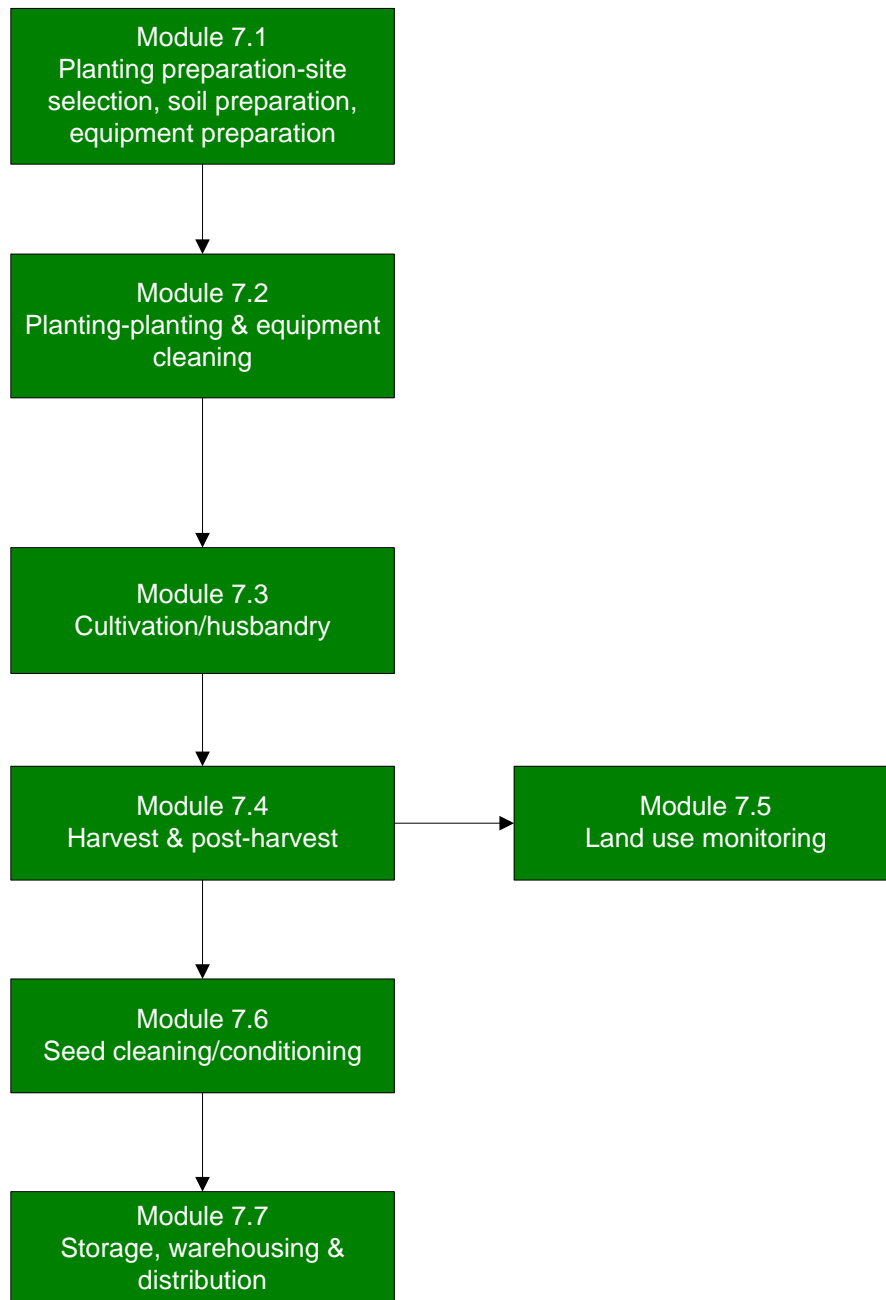 Module 7.1
Planting preparation-site
selection, soil preparation,
equipment preparation
Module 7.2
Planting-planting & equipment
cleaning
Module 7.3
Cultivation/husbandry
Module 7.4
Harvest & post-harvest
Module 7.5
Land use monitoring
Module 7.6
Seed cleaning/conditioning
Module 7.7
Storage, warehousing &
distribution